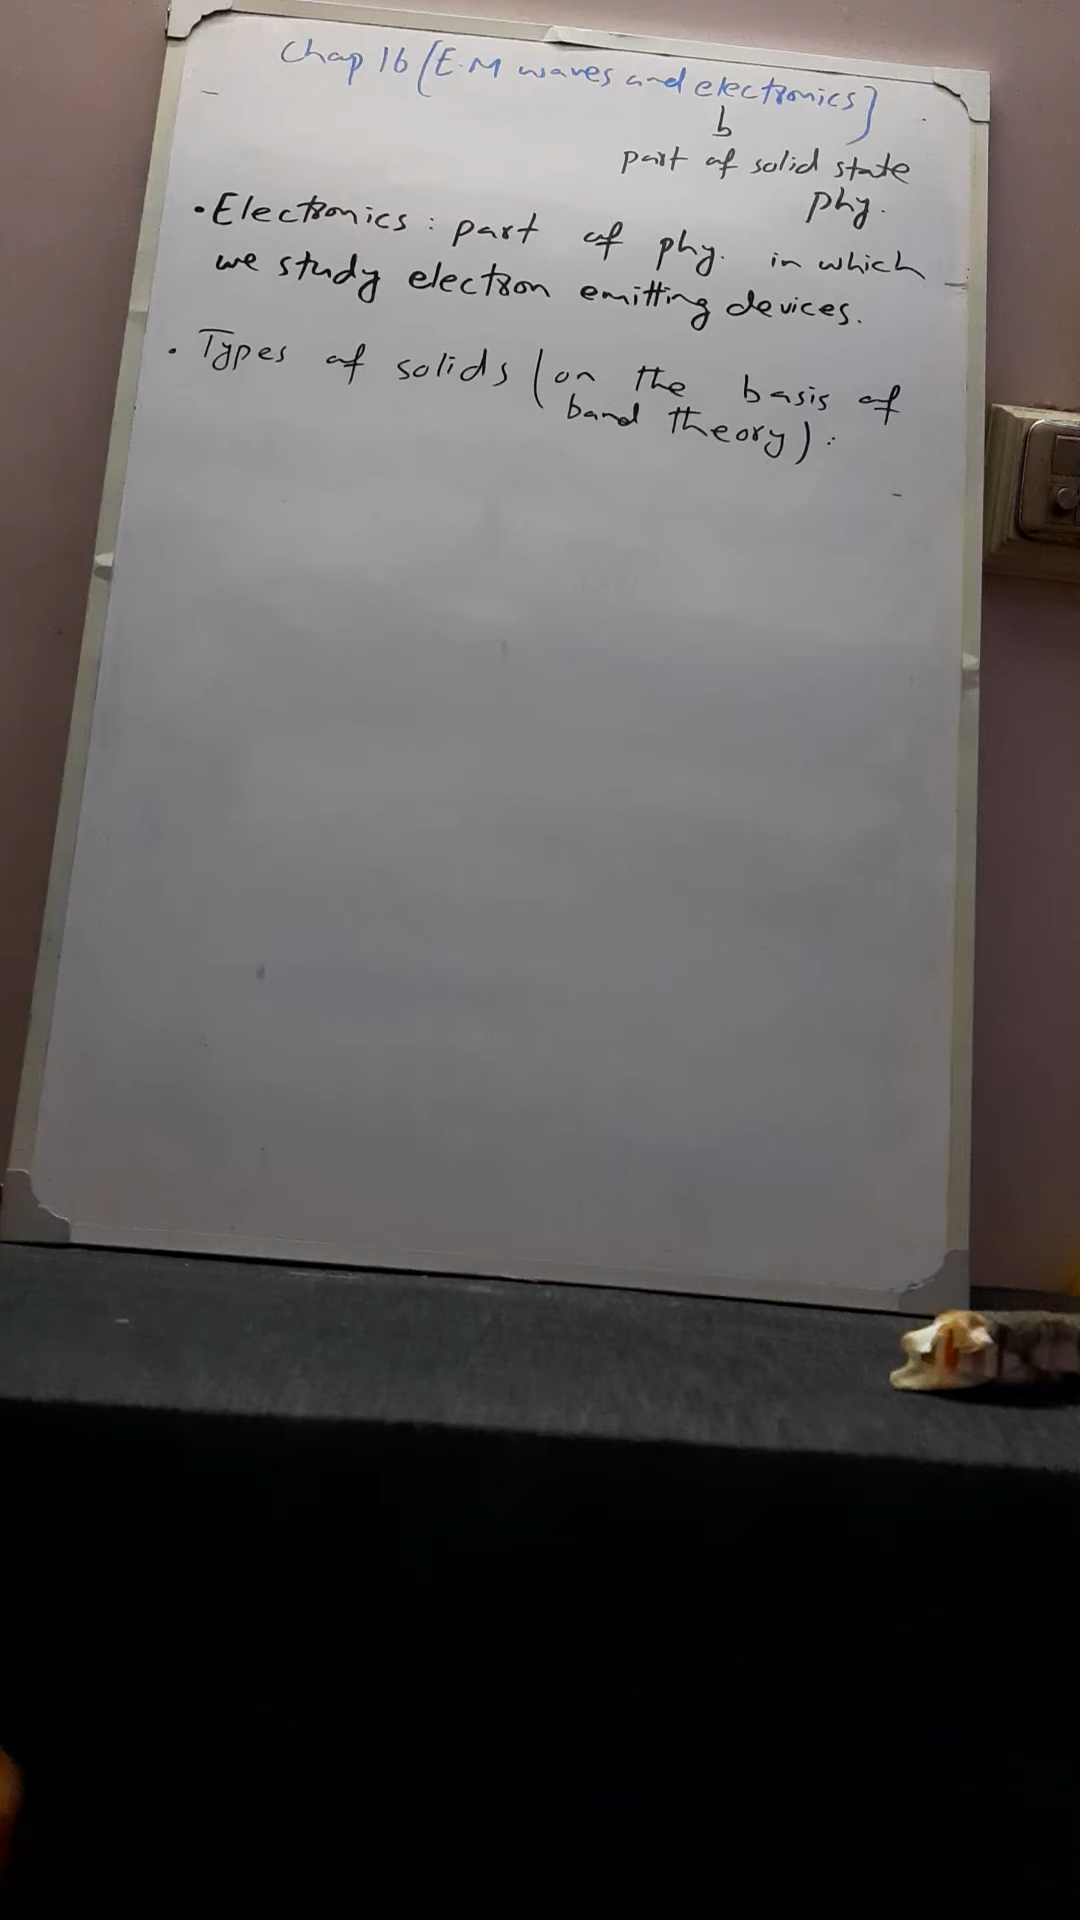 Chap 16 (E.M waves and electronics)
part of solid state
phy.
• Electronics : part of phy. in which
we study electron emitting devices.
• Types of solids (on the basis of
band theory) :